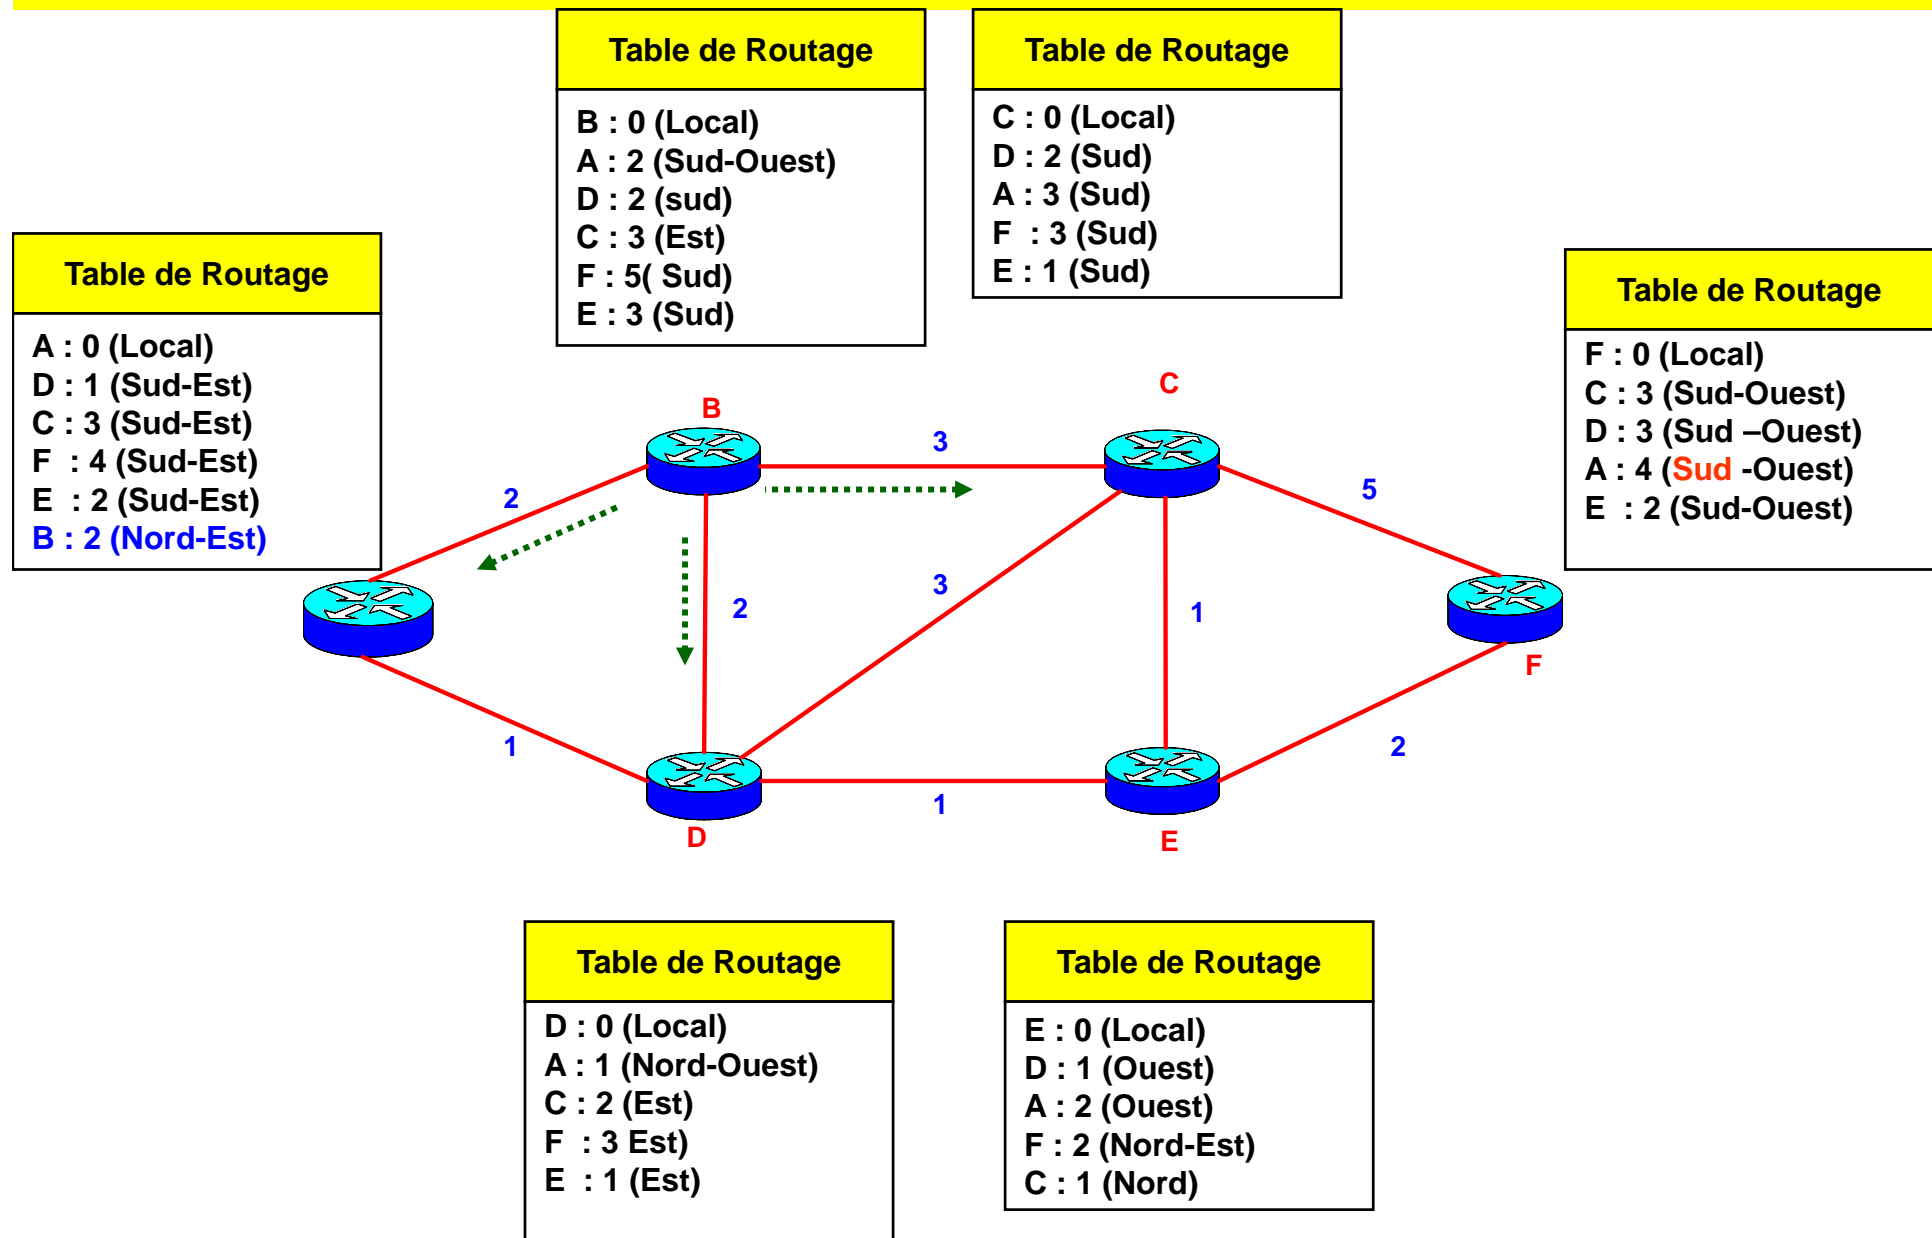 Table de Routage
B : 0 (Local)
A : 2 (Sud-Ouest)
D : 2 (sud)
C : 3 (Est)
F : 5( Sud)
E : 3 (Sud)
Table de Routage
C : 0 (Local)
D : 2 (Sud)
A : 3 (Sud)
F : 3 (Sud)
E : 1 (Sud)
Table de Routage
A : 0 (Local)
D : 1 (Sud-Est)
C : 3 (Sud-Est)
F : 4 (Sud-Est)
E : 2 (Sud-Est)
B : 2 (Nord-Est)
Table de Routage
F : 0 (Local)
C : 3 (Sud-Ouest)
D : 3 (Sud –Ouest)
A : 4 (Sud -Ouest)
E : 2 (Sud-Ouest)
B
C
3
2
5
3
2
1
F
1
2
1
D
E
Table de Routage
D : 0 (Local)
A : 1 (Nord-Ouest)
C : 2 (Est)
F : 3 Est)
E : 1 (Est)
Table de Routage
E : 0 (Local)
D : 1 (Ouest)
A : 2 (Ouest)
F : 2 (Nord-Est)
C : 1 (Nord)